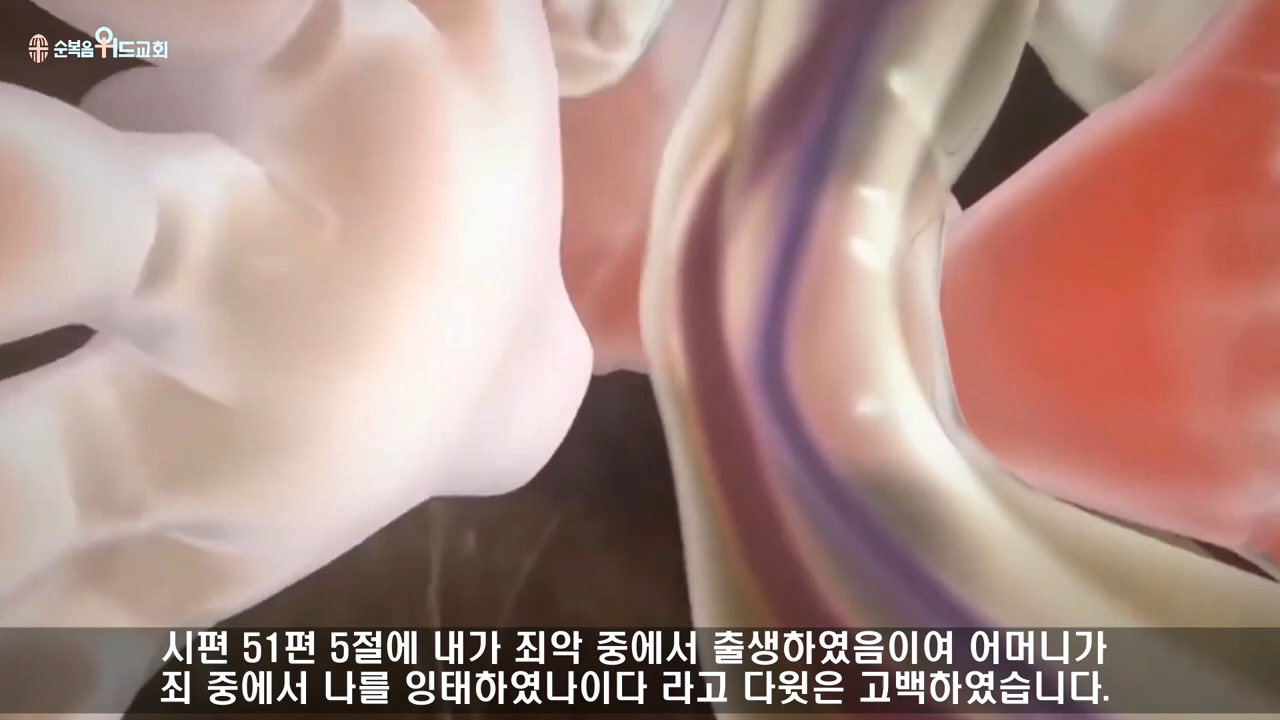 순복음워드교회
시편 51편 5절에 내가 죄악 중에서 출생하였음이여 어머니가
죄 중에서 나를 잉태하였나이다 라고 다윗은 고백하였습니다.